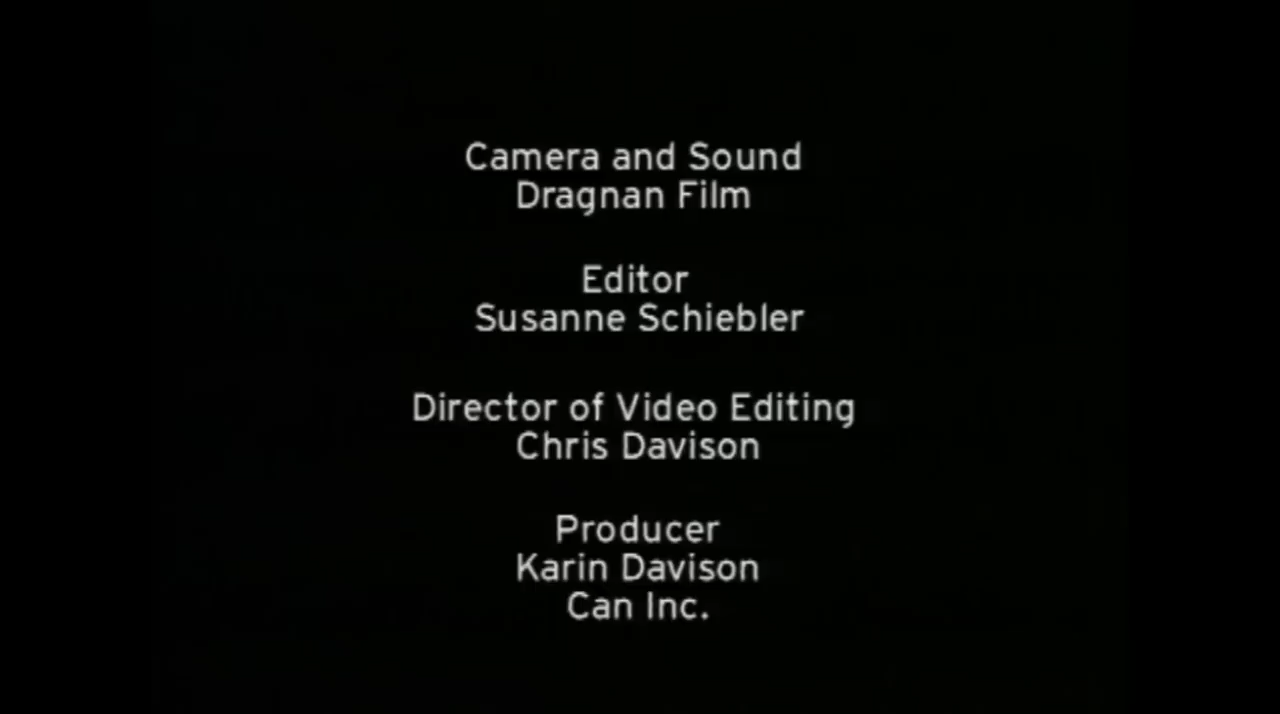 Camera and Sound
Dragnan Film
Editor
Susanne Schiebler
Director of Video Editing
Chris Davison
Producer
Karin Davison
Can Inc.